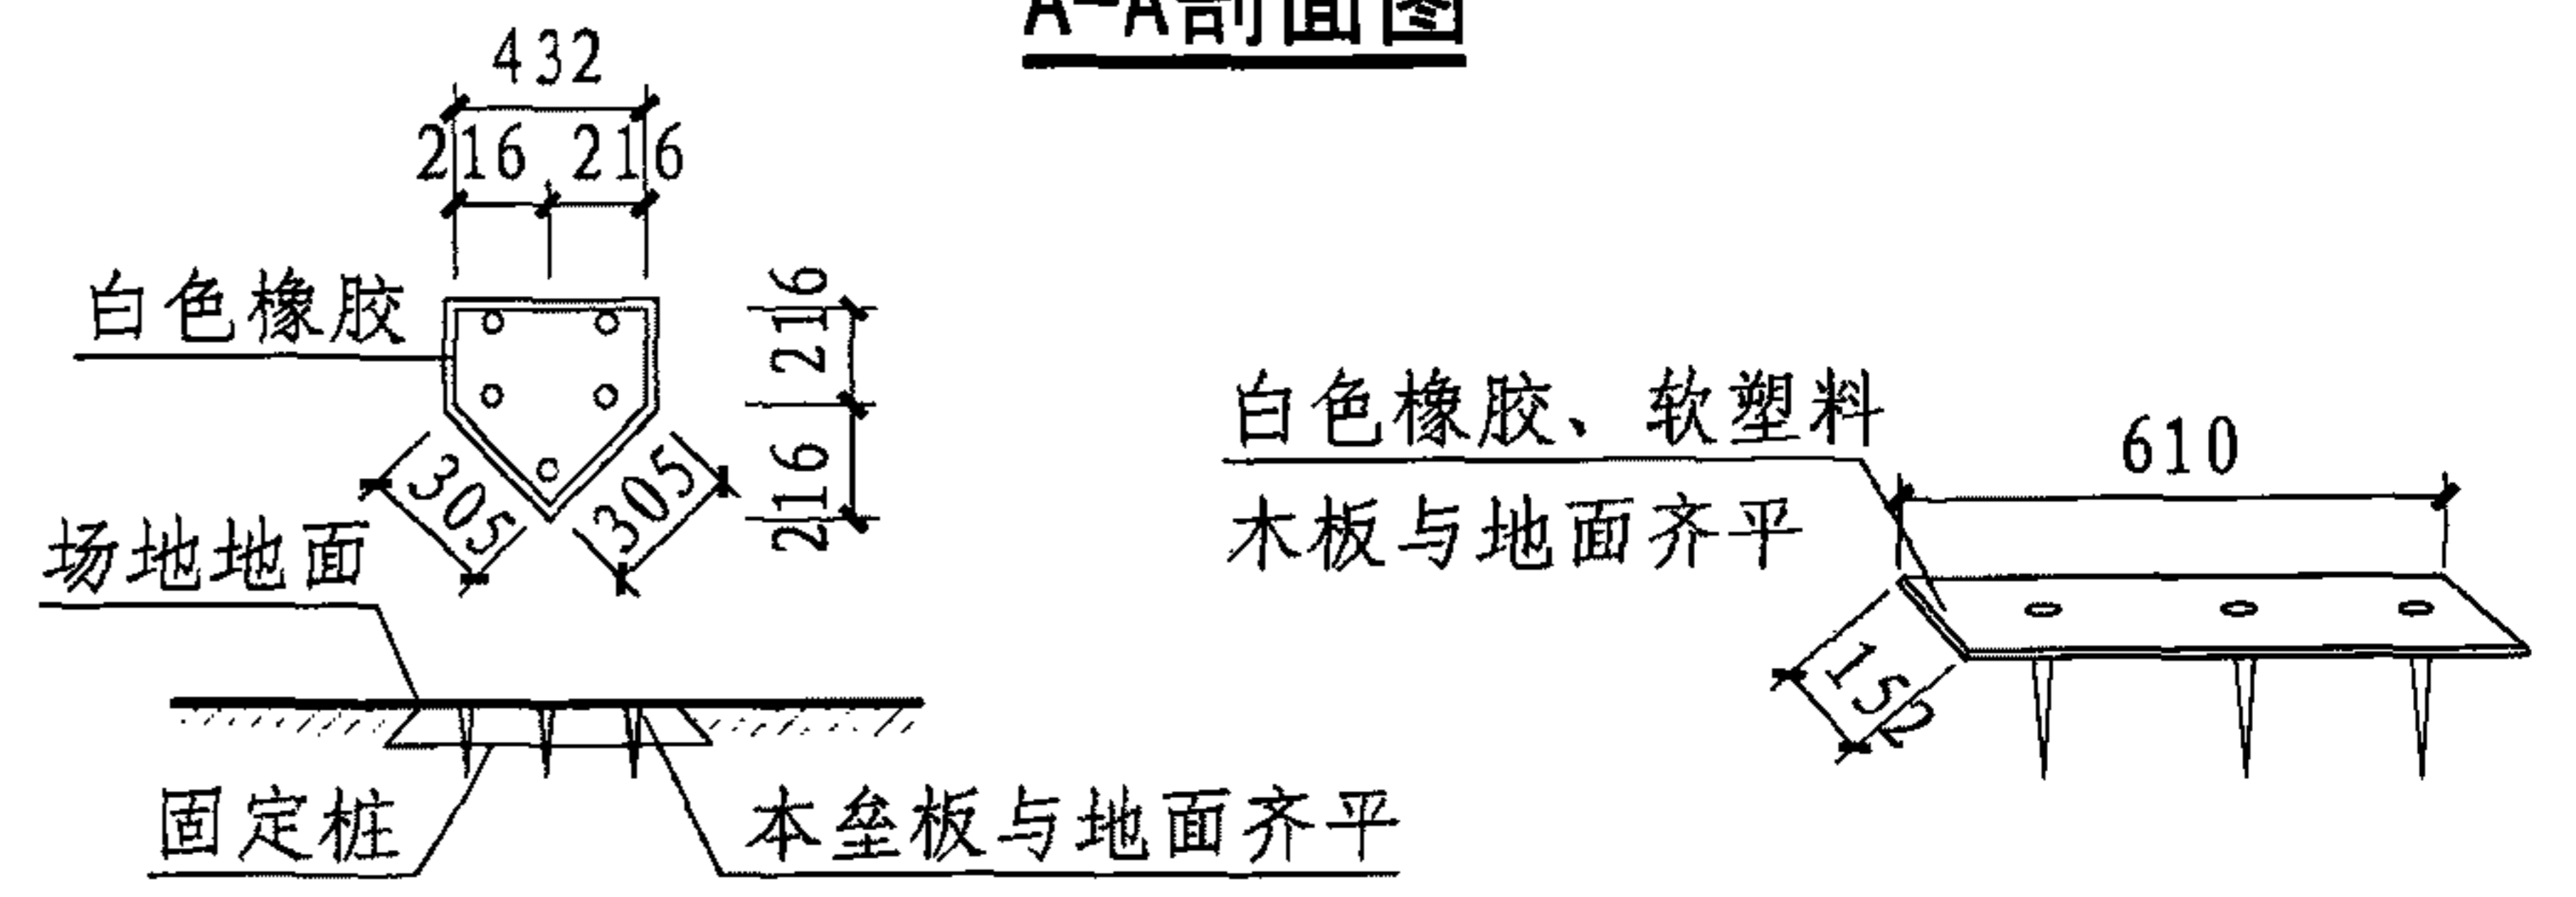 A-A剖面图
432
216 216
白色橡胶
216
216
305
305
场地地面
固定桩
本垒板与地面齐平
白色橡胶、软塑料
木板与地面齐平
610
152